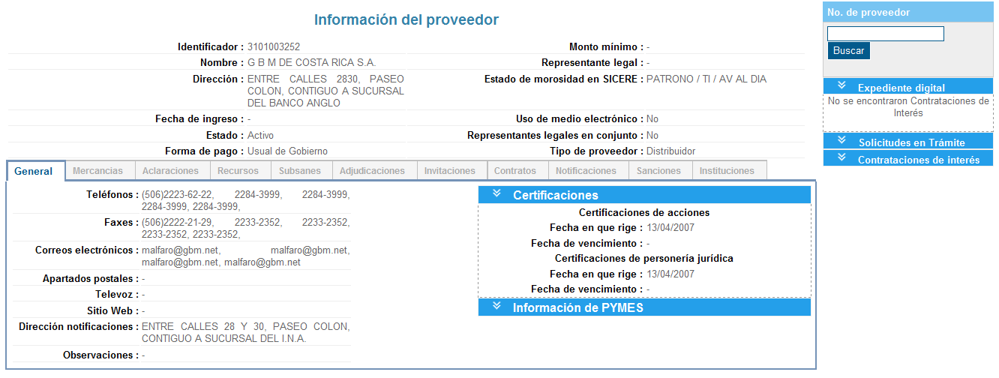 Información del proveedor
Identificador : 3101003252
Monto mínimo : -
Nombre : G B M DE COSTA RICA S.A.
Representante legal : -
Dirección : ENTRE CALLES 2830, PASEO
COLON, CONTIGUO A SUCURSAL
DEL BANCO ANGLO
Estado de morosidad en SICERE : PATRONO / TI / AV AL DIA
Fecha de ingreso : -
Uso de medio electrónico : No
Estado : Activo
Representantes legales en conjunto : No
Forma de pago : Usual de Gobierno
Tipo de proveedor : Distribuidor
No. de proveedor
Buscar
Expediente digital
No se encontraron Contrataciones de
Interés
Solicitudes en Trámite
Contrataciones de interés
General Mercancias Aclaraciones Recursos Subsanes Adjudicaciones Invitaciones Contratos Notificaciones Sanciones Instituciones
Teléfonos : (506)2223-62-22, 2284-3999, 2284-3999,
2284-3999, 2284-3999,
Faxes : (506)2222-21-29, 2233-2352, 2233-2352,
2233-2352, 2233-2352,
Correos electrónicos : malfaro@gbm.net, malfaro@gbm.net,
malfaro@gbm.net, malfaro@gbm.net
Apartados postales : -
Televoz : -
Sitio Web : -
Dirección notificaciones : ENTRE CALLES 28 Y 30, PASEO COLON,
CONTIGUO A SUCURSAL DEL I.N.A.
Observaciones : -
Certificaciones
Certificaciones de acciones
Fecha en que rige : 13/04/2007
Fecha de vencimiento : -
Certificaciones de personería jurídica
Fecha en que rige : 13/04/2007
Fecha de vencimiento : -
Información de PYMES